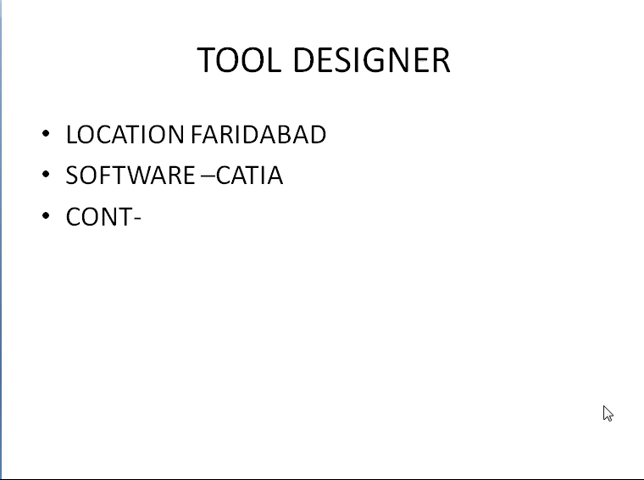 TOOL DESIGNER
• LOCATION FARIDABAD
• SOFTWARE –CATIA
• CONT-